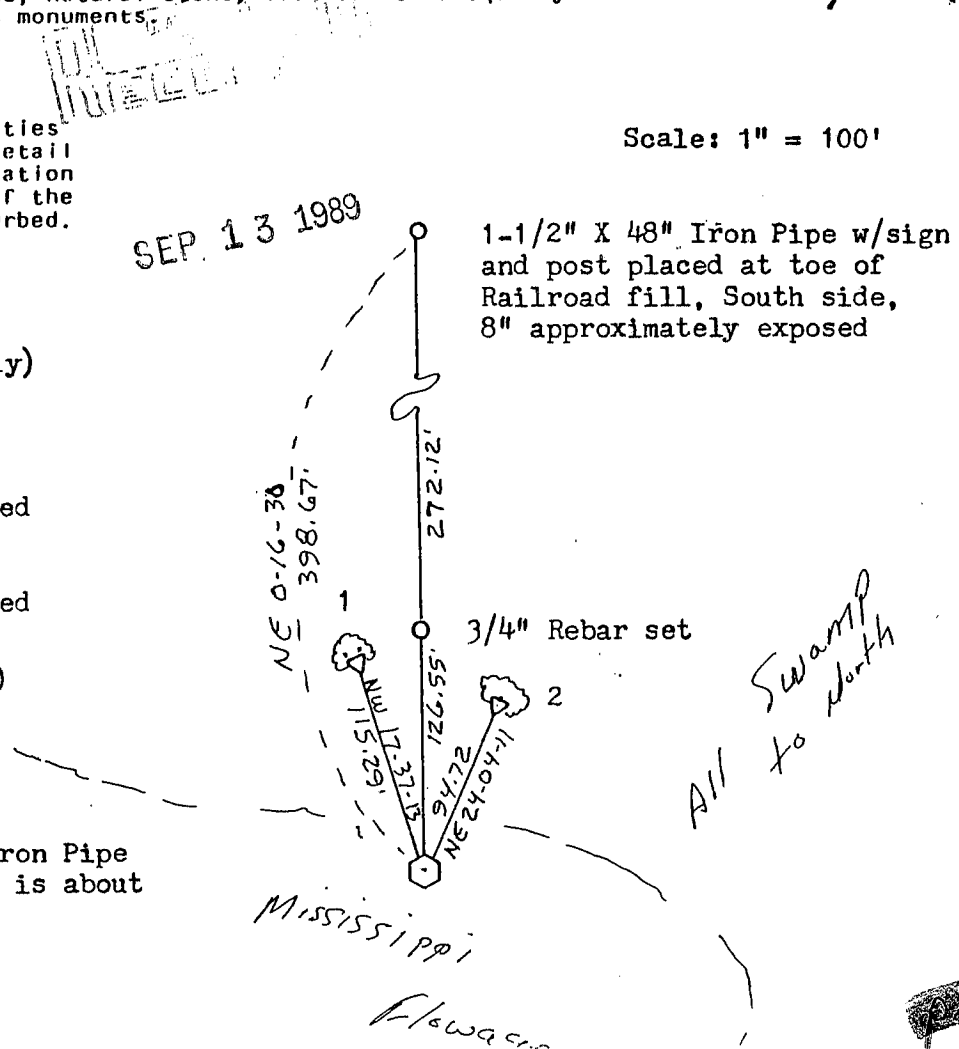 monuments.
ties
etail
ation
f the
rbed.
Scale: 1" = 100'
SEP. 13 1989
1-1/2" X 48" Iron Pipe w/sign
and post placed at toe of
Railroad fill, South side,
8" approximately exposed
y)
ed
ed
)
272.12'
NE 0-16-30
398.67'
1
3/4" Rebar set
2
NW 17-37-13
115.29'
126.55'
94.72
NE 24-04-11
Swamp
All to North
ron Pipe
is about
Mississippi